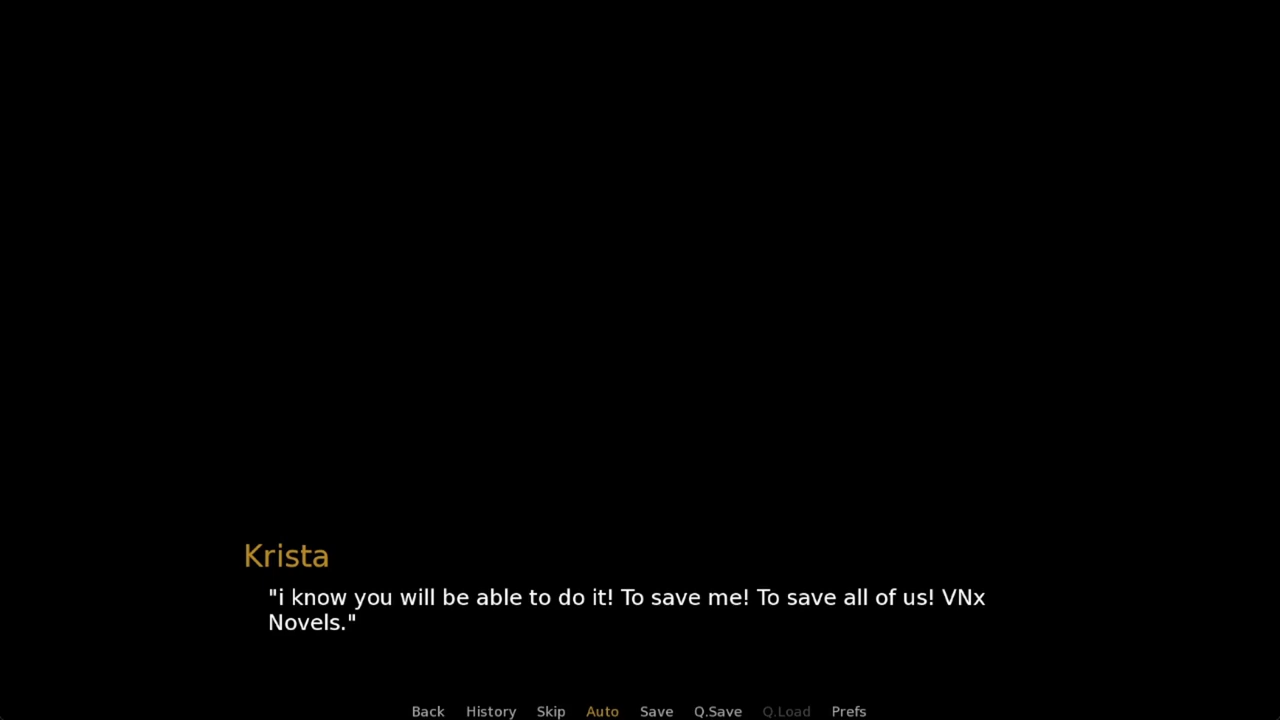 Krista
"i know you will be able to do it! To save me! To save all of us! VNx
Novels."
Back History Skip Auto Save Q.Save Q.Load Prefs